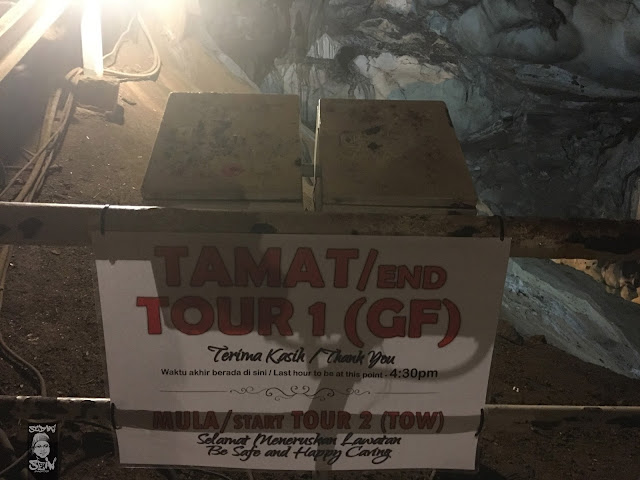 TAMAT/END
TOUR 1 (GF)
Terima Kasih / Thank You
Waktu akhir berada di sini / Last hour to be at this point - 4:30pm
MULA/START TOUR 2 (TOW)
Selamat Meneruskan Lawatan
Be Safe and Happy Caving